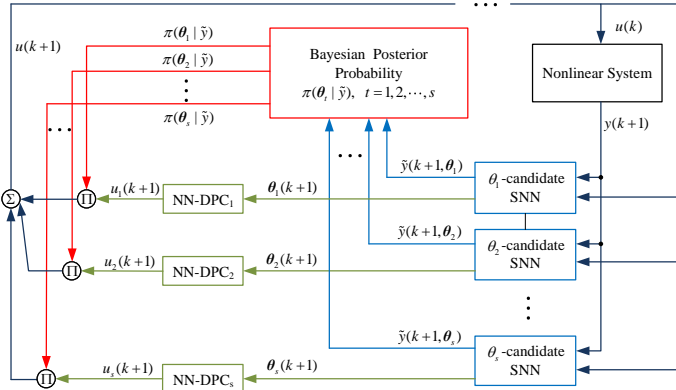 ...
u(k+1)
π(θ₁ | ỹ)
π(θ₂ | ỹ)
⋮
π(θₛ | ỹ)
...
Bayesian Posterior
Probability
π(θₜ | ỹ), t = 1, 2, ···, s
u(k)
Nonlinear System
y(k+1)
...
Σ
Π
u₁(k+1)
NN-DPC₁
θ₁(k+1)
ỹ(k+1, θ₁)
θ₁-candidate
SNN
Π
u₂(k+1)
NN-DPC₂
θ₂(k+1)
ỹ(k+1, θ₂)
θ₂-candidate
SNN
⋮
Π
uₛ(k+1)
NN-DPCₛ
θₛ(k+1)
ỹ(k+1, θₛ)
θₛ-candidate
SNN